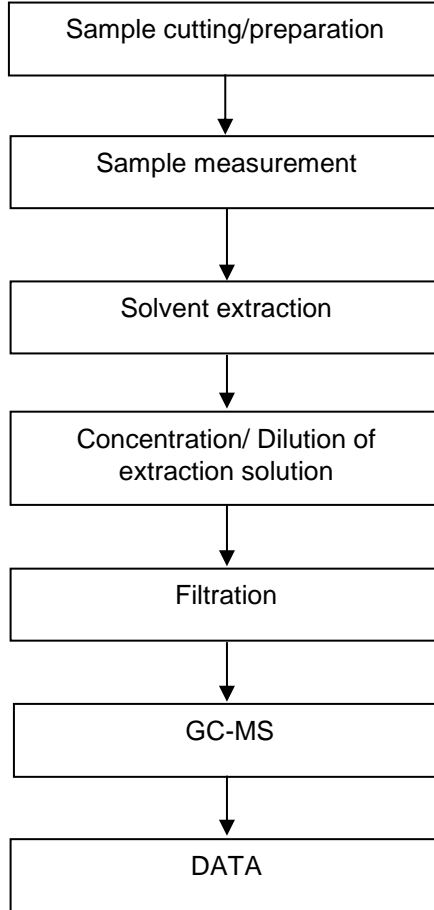 Sample cutting/preparation
Sample measurement
Solvent extraction
Concentration/ Dilution of
extraction solution
Filtration
GC-MS
DATA